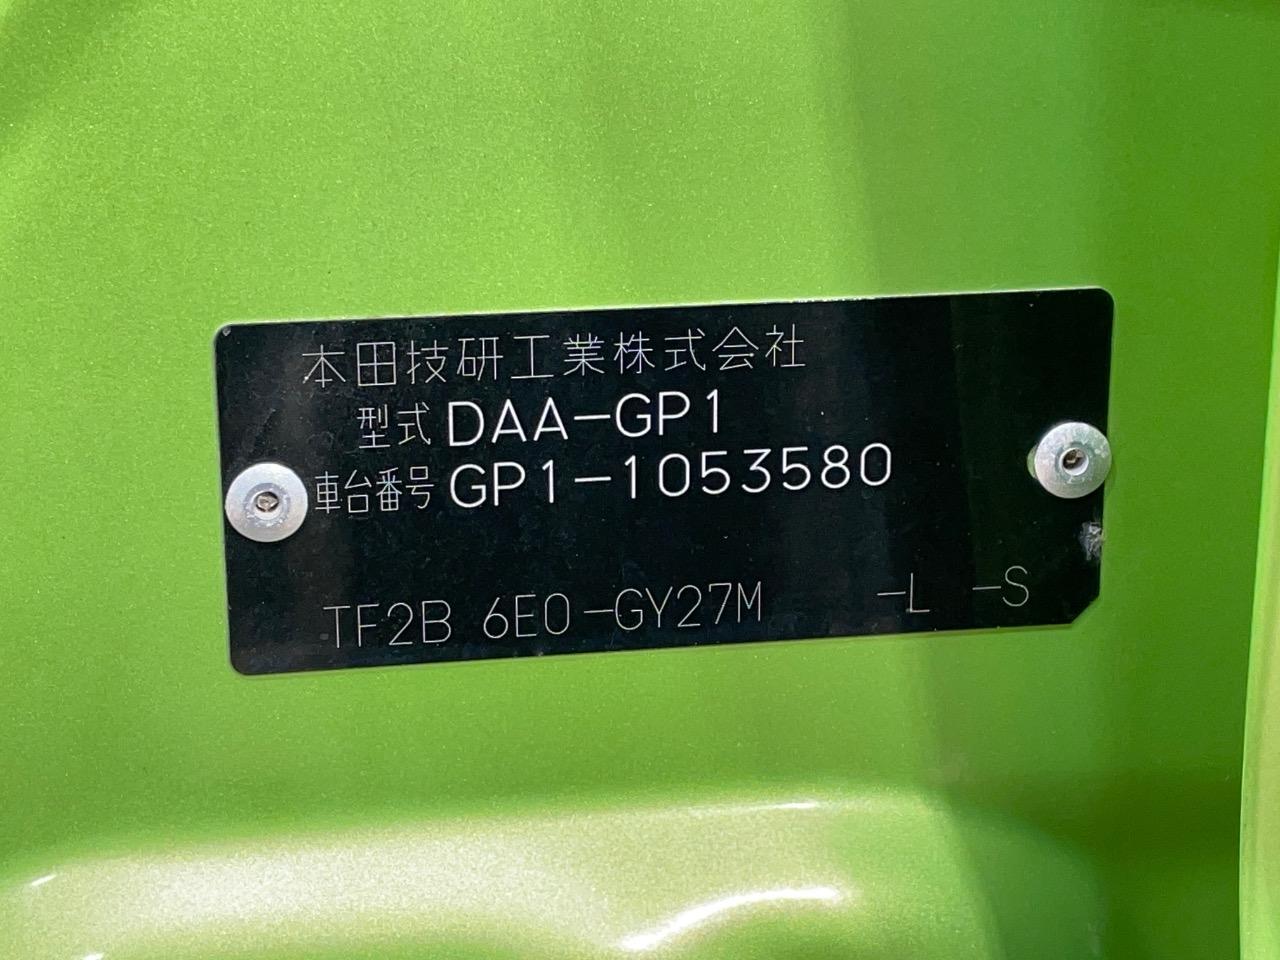 本田技研工業株式会社
型式 DAA-GP1
車台番号 GP1-1053580
TF2B 6E0-GY27M -L -S